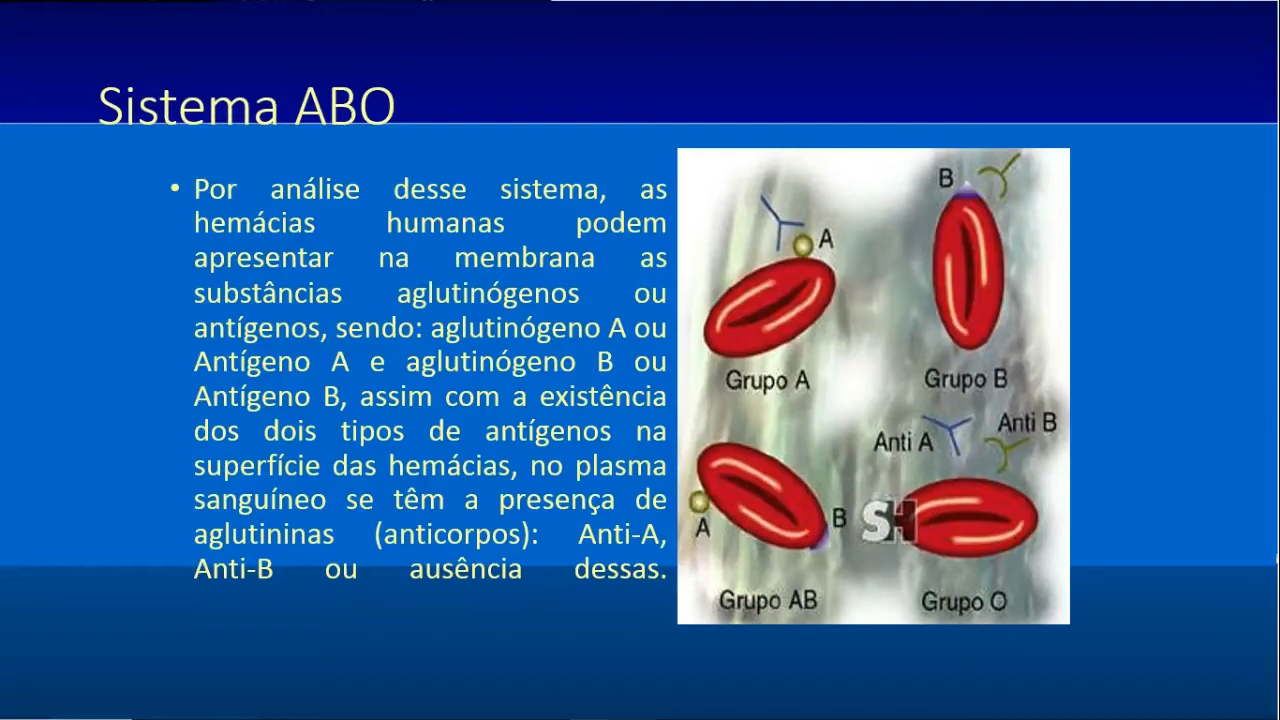 Sistema ABO
• Por análise desse sistema, as
hemácias humanas podem
apresentar na membrana as
substâncias aglutinógenos ou
antígenos, sendo: aglutinógeno A ou
Antígeno A e aglutinógeno B ou
Antígeno B, assim com a existência
dos dois tipos de antígenos na
superfície das hemácias, no plasma
sanguíneo se têm a presença de
aglutininas (anticorpos): Anti-A,
Anti-B ou ausência dessas.
A
B
Grupo A
Grupo B
Anti A
Anti B
A
B
SH
Grupo AB
Grupo O